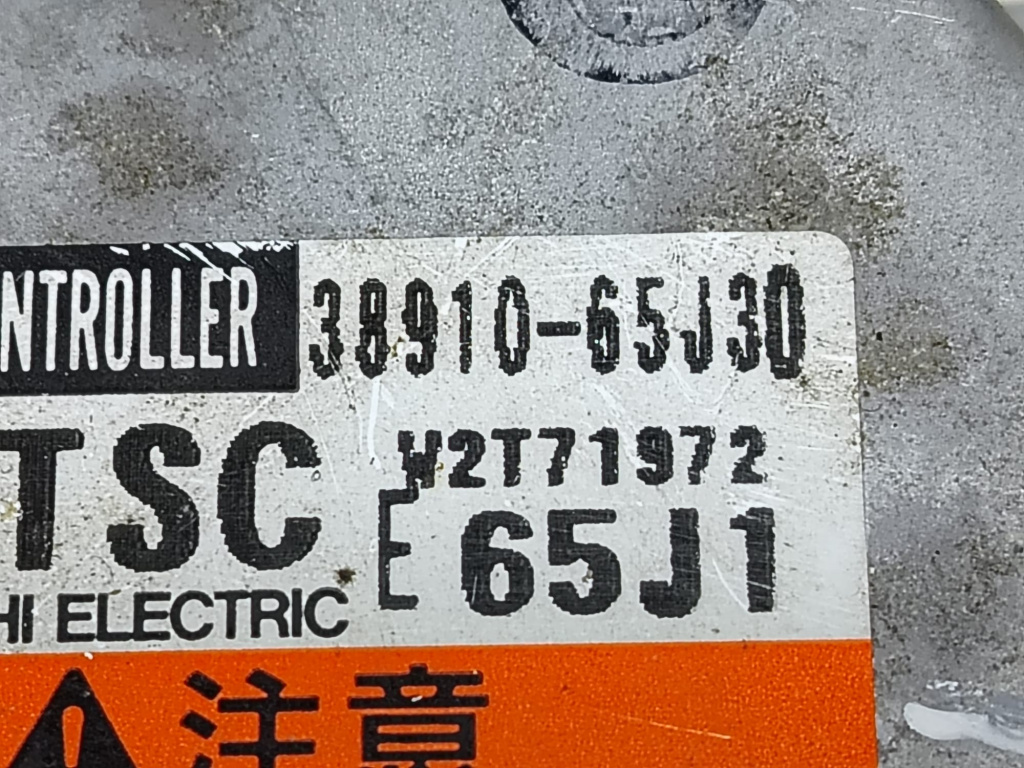 NTROLLER 38910-65J30
TSC W2T71972
E 65J1
HI ELECTRIC
注意